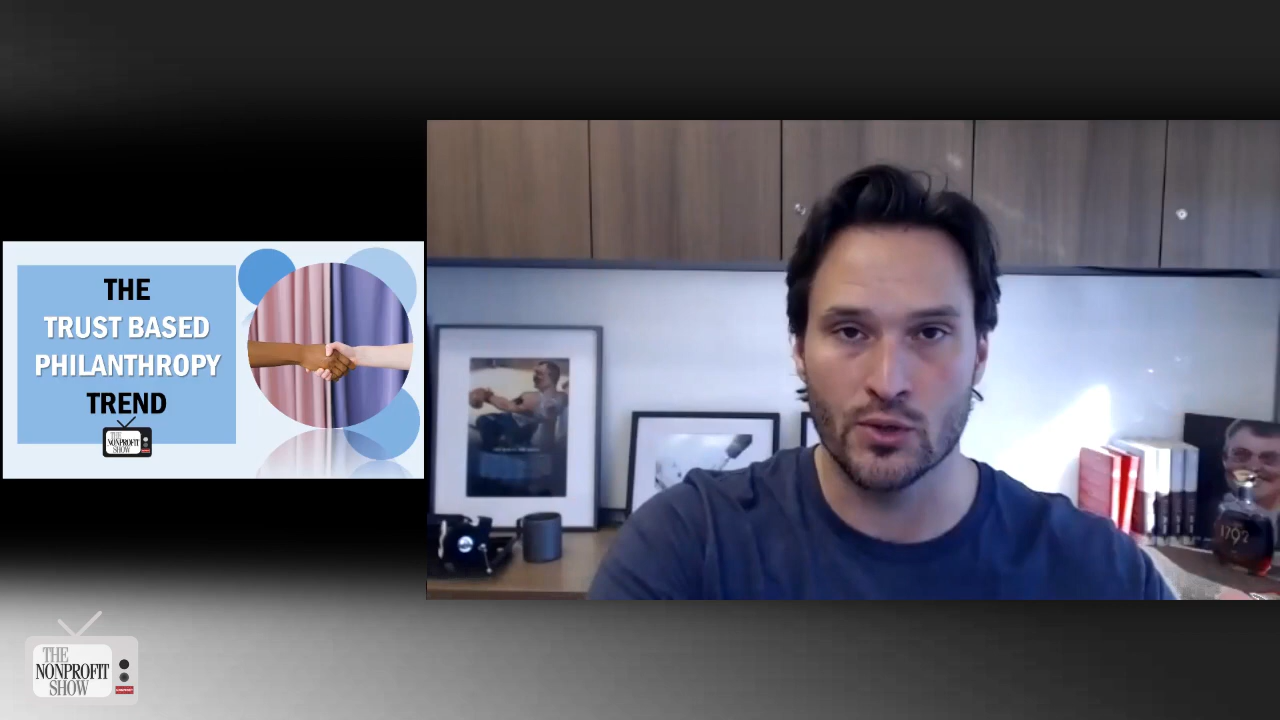 THE
TRUST BASED
PHILANTHROPY
TREND
THE
NONPROFIT
SHOW
1792
THE
NONPROFIT
SHOW